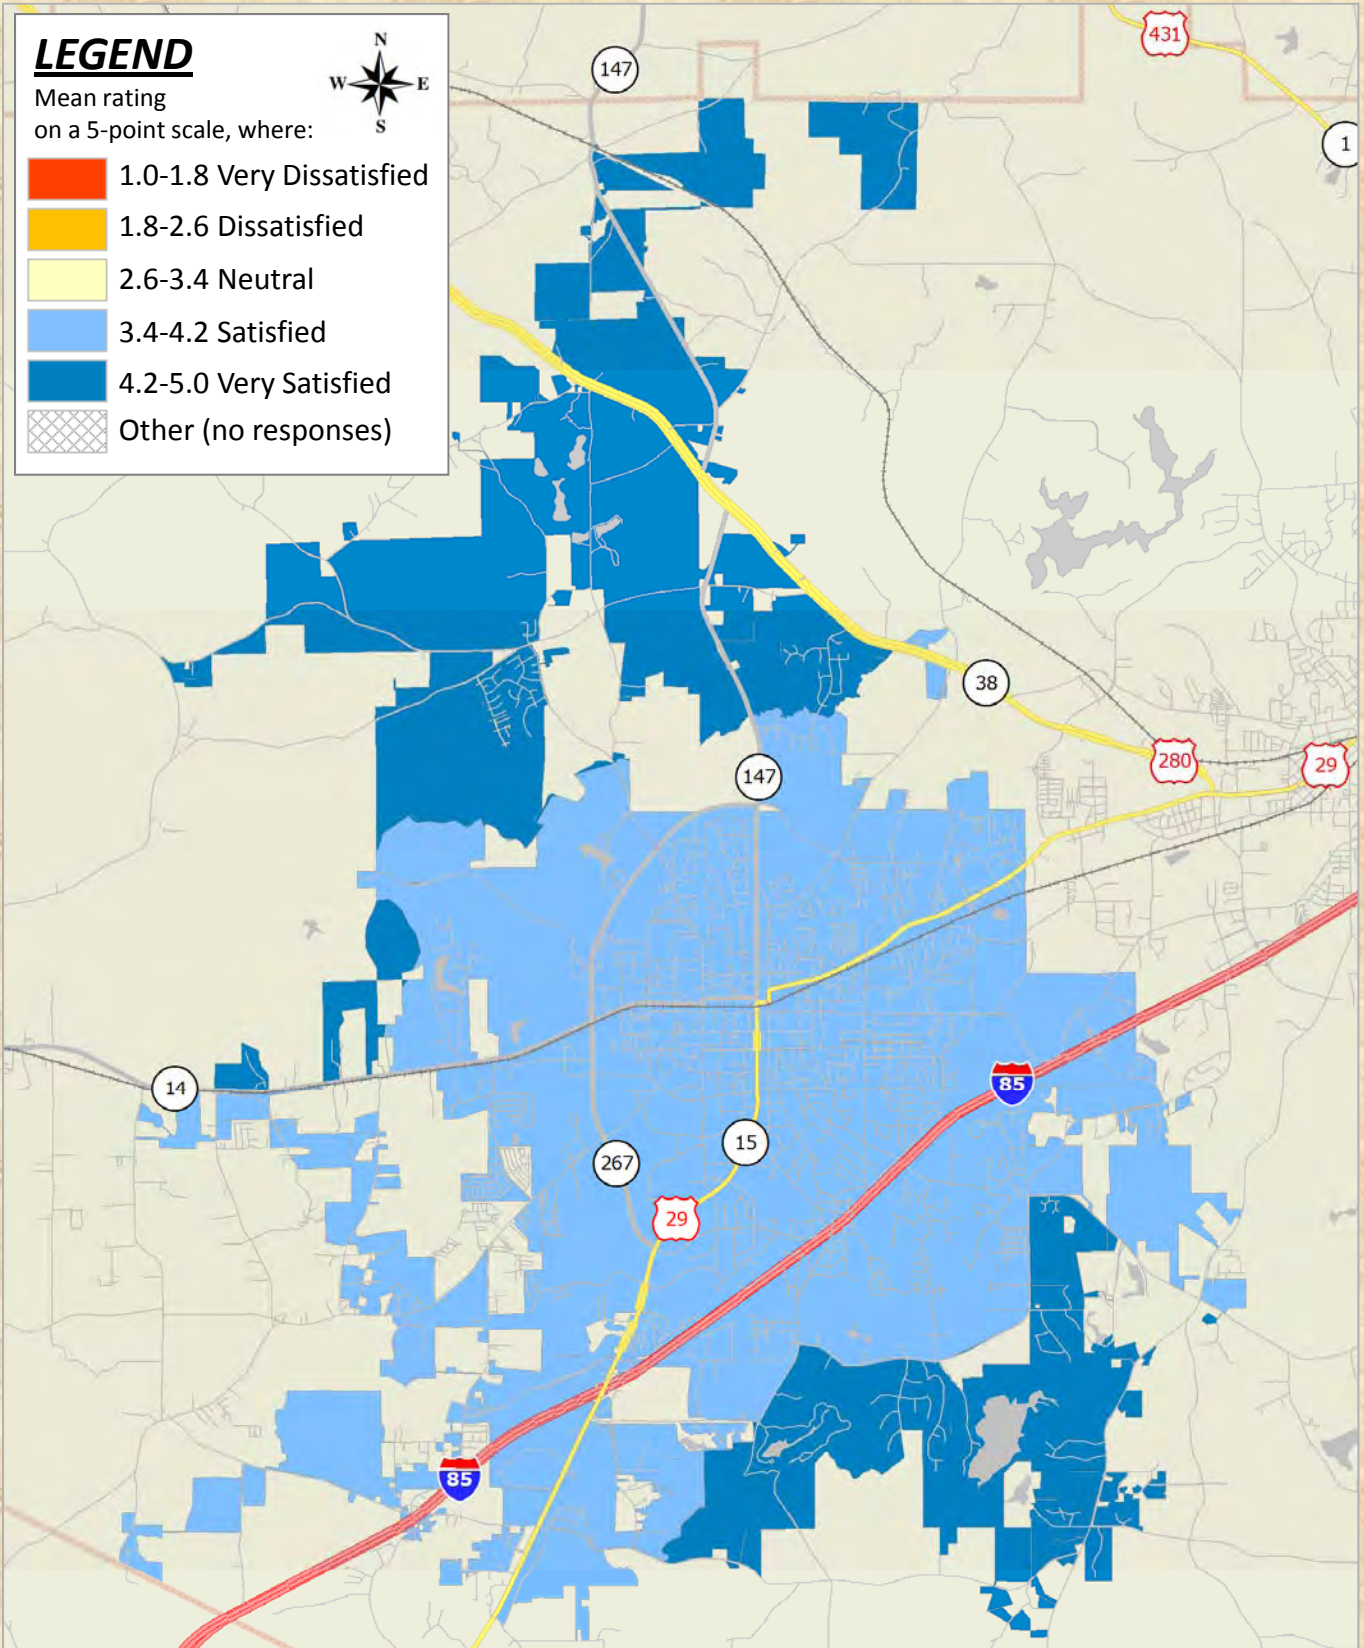 LEGEND
Mean rating
on a 5-point scale, where:
1.0-1.8 Very Dissatisfied
1.8-2.6 Dissatisfied
2.6-3.4 Neutral
3.4-4.2 Satisfied
4.2-5.0 Very Satisfied
Other (no responses)
N
W E
S
147
431
1
38
280
29
147
14
85
15
267
29
85